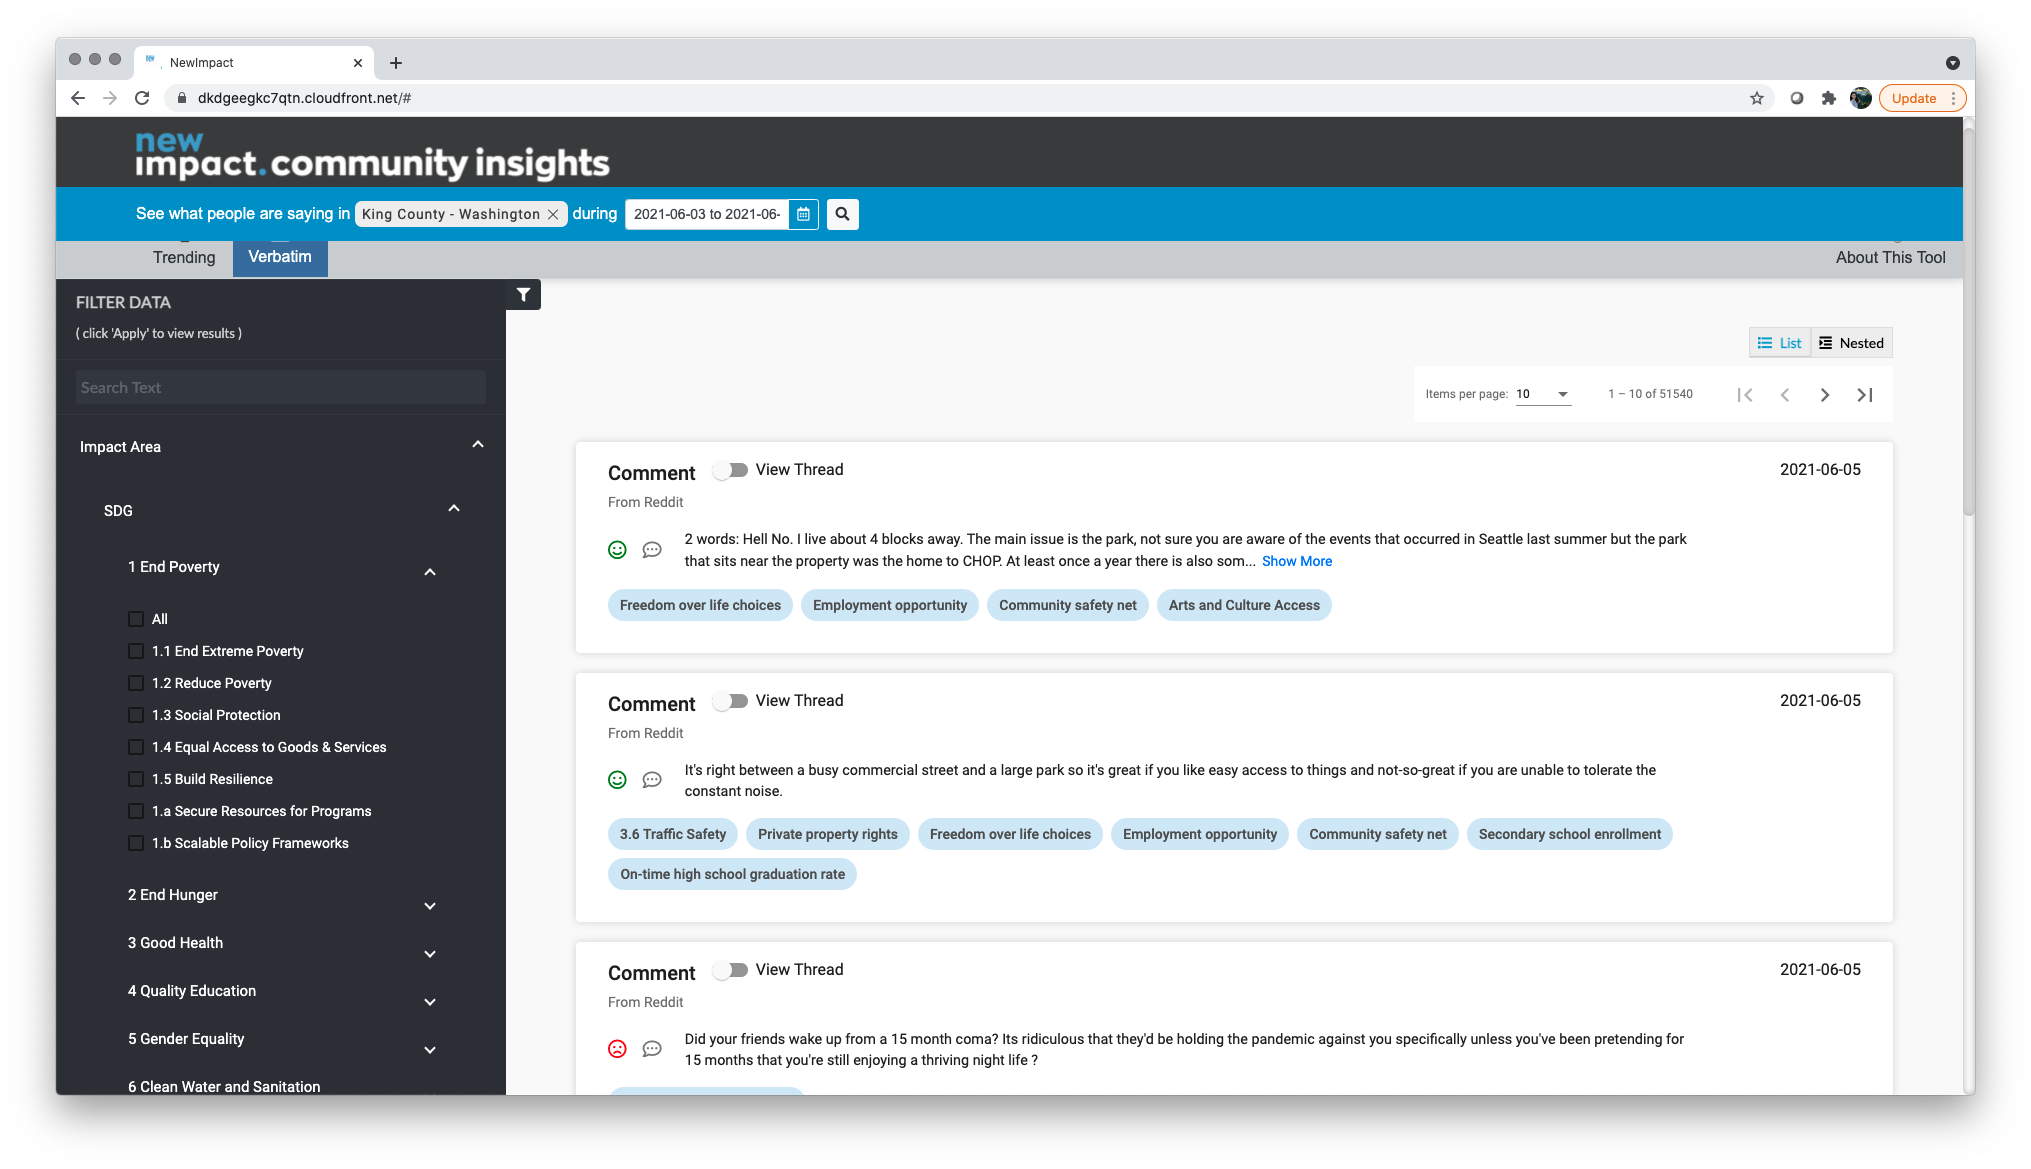 new
NewImpact
dkdgeegkc7qtn.cloudfront.net/#
Update
new
impact.community insights
See what people are saying in King County - Washington during 2021-06-03 to 2021-06-
Trending Verbatim About This Tool
FILTER DATA
( click 'Apply' to view results )
Search Text
Impact Area
SDG
1 End Poverty
All
1.1 End Extreme Poverty
1.2 Reduce Poverty
1.3 Social Protection
1.4 Equal Access to Goods & Services
1.5 Build Resilience
1.a Secure Resources for Programs
1.b Scalable Policy Frameworks
2 End Hunger
3 Good Health
4 Quality Education
5 Gender Equality
6 Clean Water and Sanitation
List Nested
Items per page: 10 1 – 10 of 51540
Comment View Thread 2021-06-05
From Reddit
2 words: Hell No. I live about 4 blocks away. The main issue is the park, not sure you are aware of the events that occurred in Seattle last summer but the park
that sits near the property was the home to CHOP. At least once a year there is also som... Show More
Freedom over life choices Employment opportunity Community safety net Arts and Culture Access
Comment View Thread 2021-06-05
From Reddit
It's right between a busy commercial street and a large park so it's great if you like easy access to things and not-so-great if you are unable to tolerate the
constant noise.
3.6 Traffic Safety Private property rights Freedom over life choices Employment opportunity Community safety net Secondary school enrollment
On-time high school graduation rate
Comment View Thread 2021-06-05
From Reddit
Did your friends wake up from a 15 month coma? Its ridiculous that they'd be holding the pandemic against you specifically unless you've been pretending for
15 months that you're still enjoying a thriving night life ?